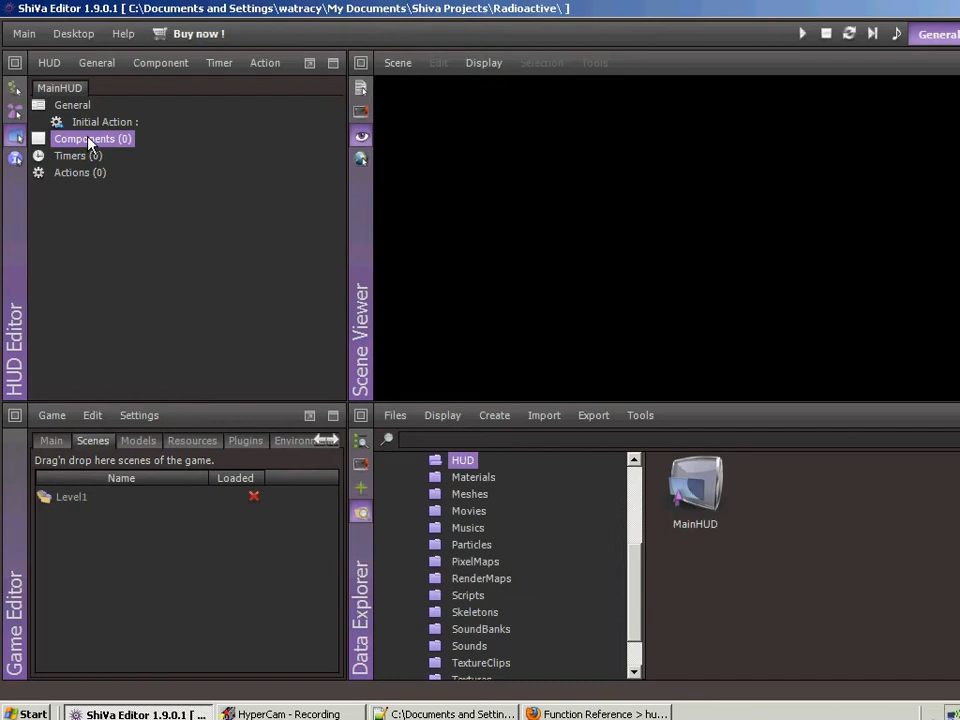 ShiVa Editor 1.9.0.1 [ C:\Documents and Settings\watracy\My Documents\Shiva Projects\Radioactive\ ]
Main Desktop Help Buy now ! General
HUD General Component Timer Action
Scene Edit Display Selection Tools
MainHUD
General
Initial Action :
Components (0)
Timers (0)
Actions (0)
HUD Editor
Scene Viewer
Game Edit Settings
Files Display Create Import Export Tools
Main Scenes Models Resources Plugins
Drag'n drop here scenes of the game.
Name Loaded
Level1
Game Editor
Data Explorer
HUD
Materials
Meshes
Movies
Musics
Particles
PixelMaps
RenderMaps
Scripts
Skeletons
SoundBanks
Sounds
TextureClips
Textures
MainHUD
Start ShiVa Editor 1.9.0.1 [ ... HyperCam - Recording C:\Documents and Settin... Function Reference > hu...